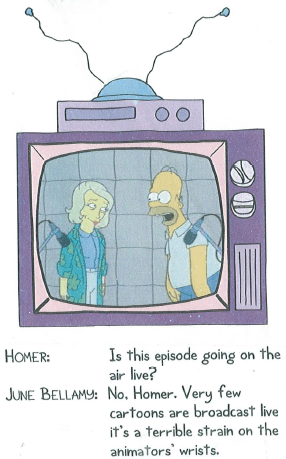 HOMER: Is this episode going on the
air live?
JUNE BELLAMY: No, Homer. Very few
cartoons are broadcast live
it's a terrible strain on the
animators' wrists.